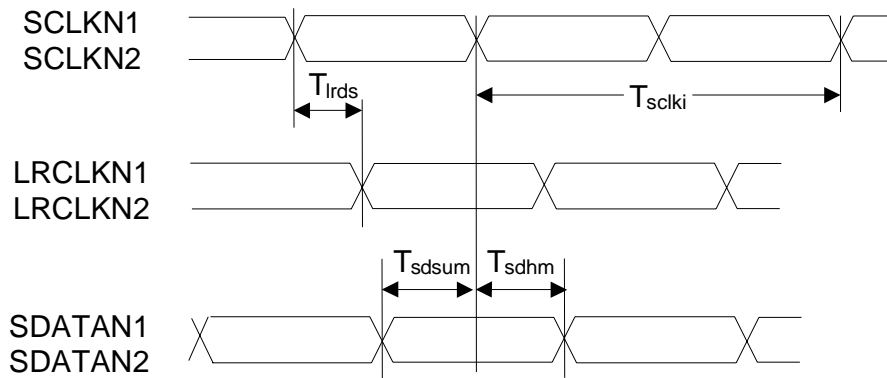 SCLKN1
SCLKN2
Tlrds
Tsclki
LRCLKN1
LRCLKN2
Tsdsum
Tsdhm
SDATAN1
SDATAN2